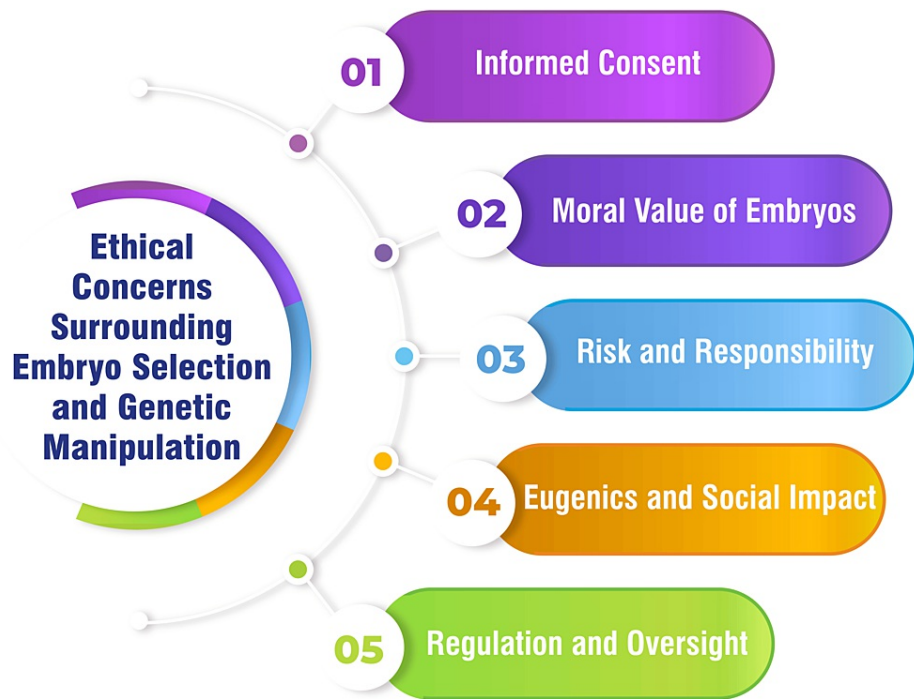 Ethical
Concerns
Surrounding
Embryo Selection
and Genetic
Manipulation
01 Informed Consent
02 Moral Value of Embryos
03 Risk and Responsibility
04 Eugenics and Social Impact
05 Regulation and Oversight